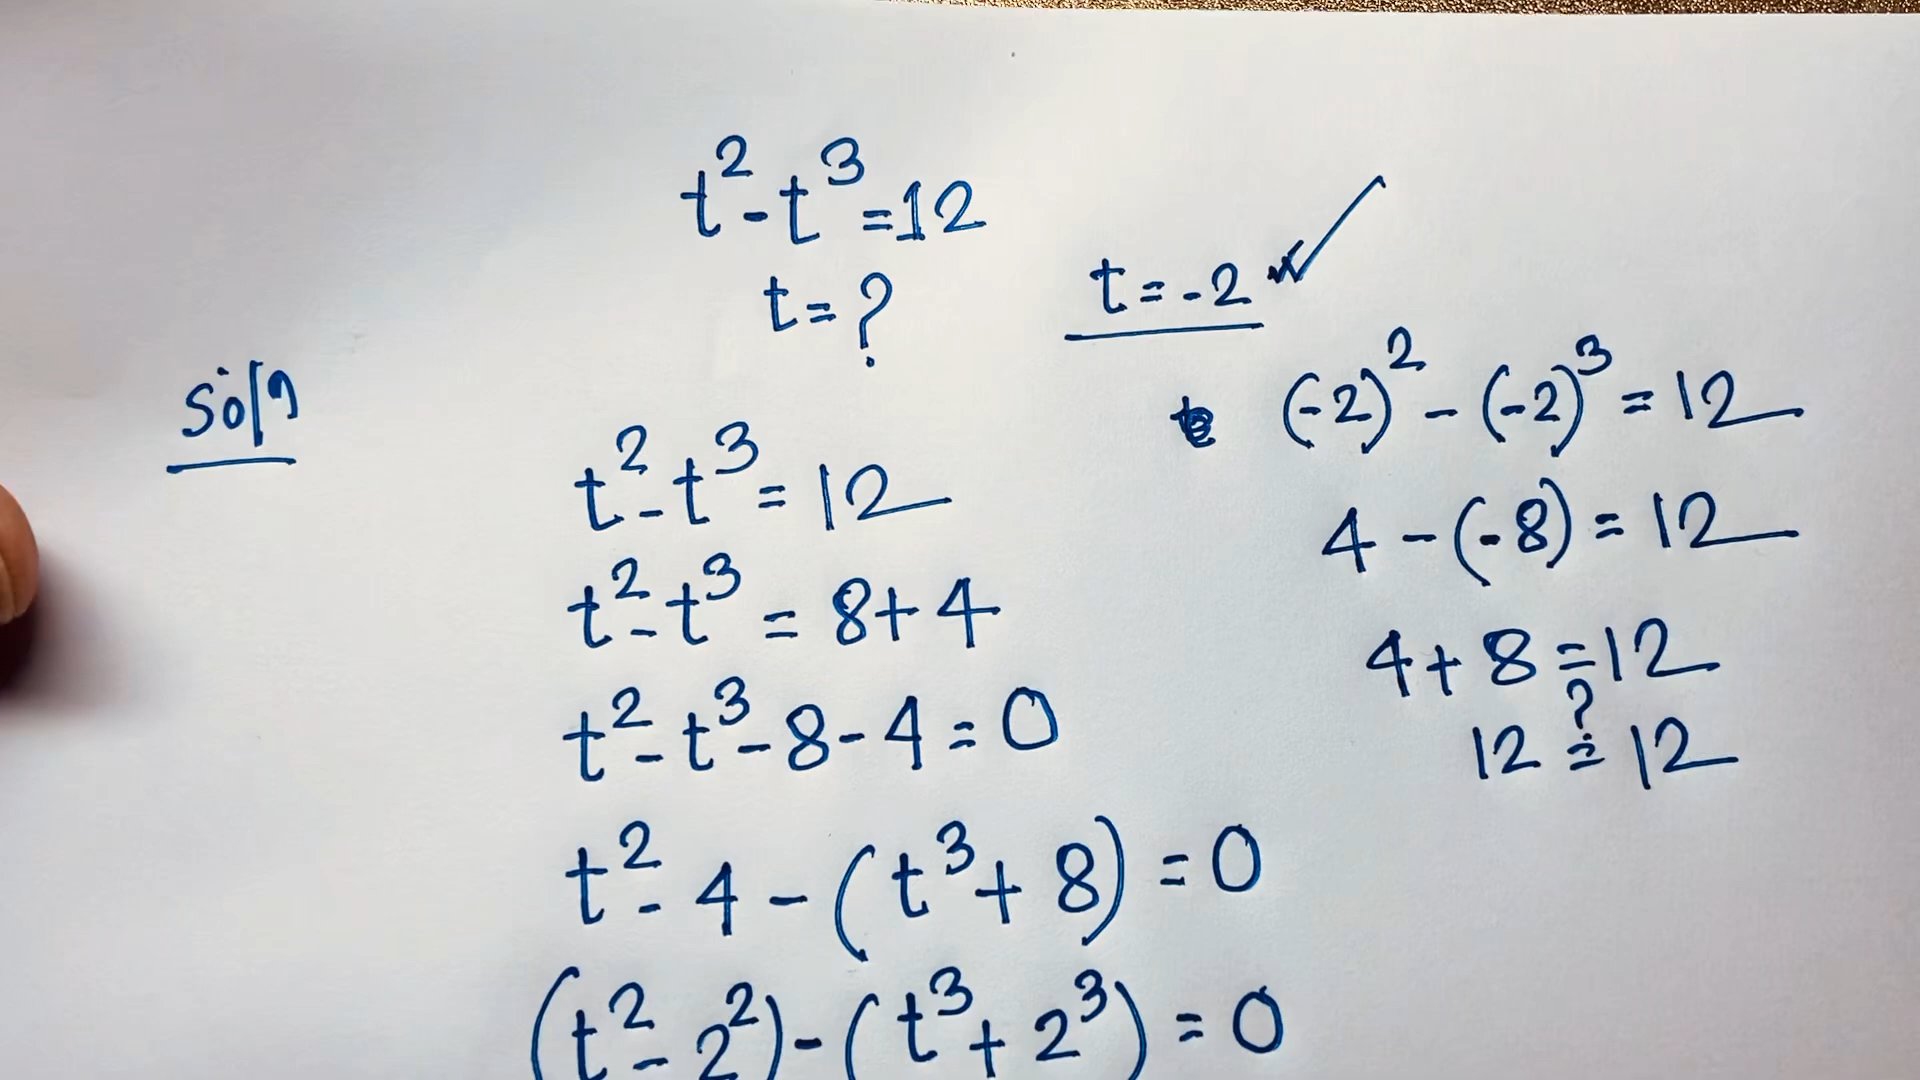 t²-t³=12
t=?
Soln
t²-t³=12
t²-t³=8+4
t²-t³-8-4=0
t²-4-(t³+8)=0
(t²-2²)-(t³+2³)=0
t=-2 ✓
(-2)²-(-2)³=12
4-(-8)=12
4+8=12
?
12=12